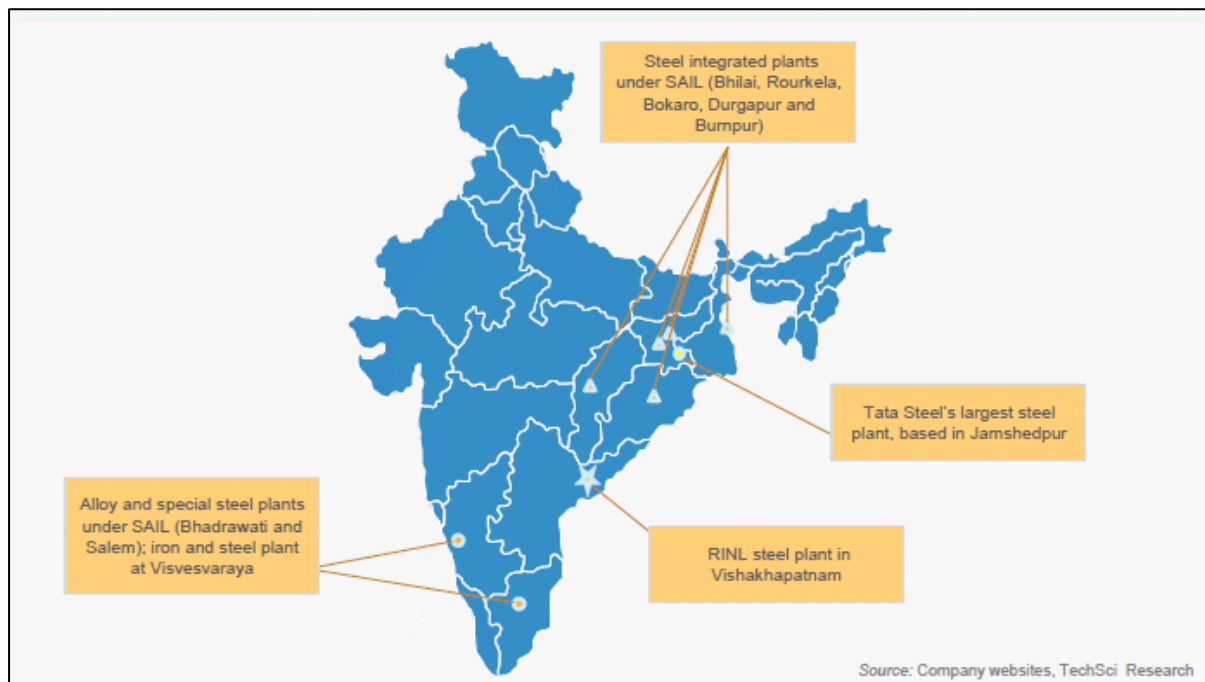 Steel integrated plants
under SAIL (Bhilai, Rourkela,
Bokaro, Durgapur and
Burnpur)
Tata Steel's largest steel
plant, based in Jamshedpur
Alloy and special steel plants
under SAIL (Bhadrawati and
Salem); iron and steel plant
at Visvesvaraya
RINL steel plant in
Vishakhapatnam
Source: Company websites, TechSci Research